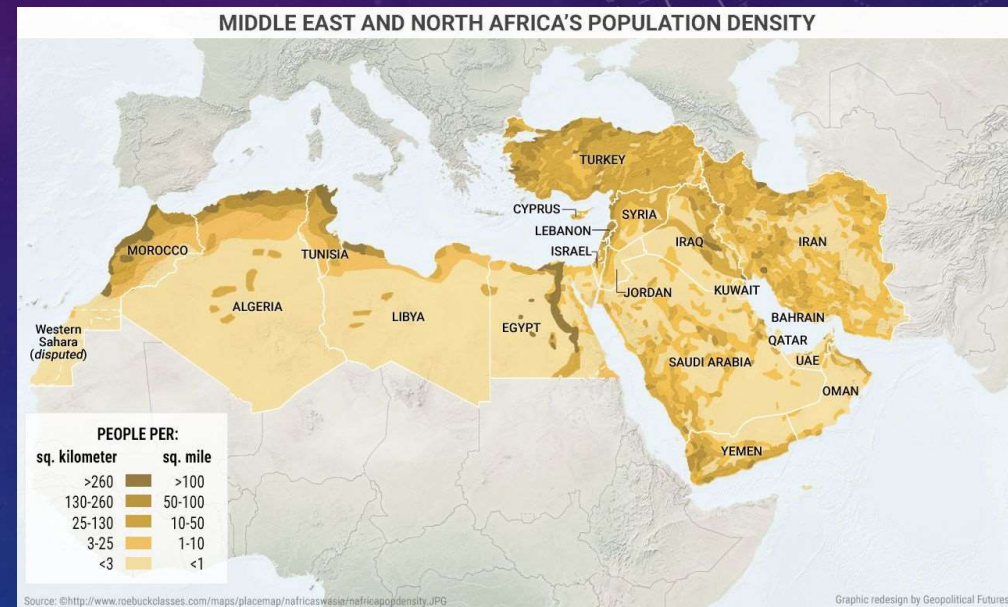 MIDDLE EAST AND NORTH AFRICA'S POPULATION DENSITY
TURKEY
CYPRUS
SYRIA
LEBANON
ISRAEL
IRAQ
IRAN
MOROCCO
TUNISIA
JORDAN
KUWAIT
ALGERIA
LIBYA
EGYPT
BAHRAIN
QATAR
UAE
SAUDI ARABIA
OMAN
Western
Sahara
(disputed)
YEMEN
PEOPLE PER:
sq. kilometer sq. mile
>260 >100
130-260 50-100
25-130 10-50
3-25 1-10
<3 <1
Source: ©http://www.roebuckclasses.com/maps/placemap/nafricaswasia/nafricapopdensity.JPG
Graphic redesign by Geopolitical Futures